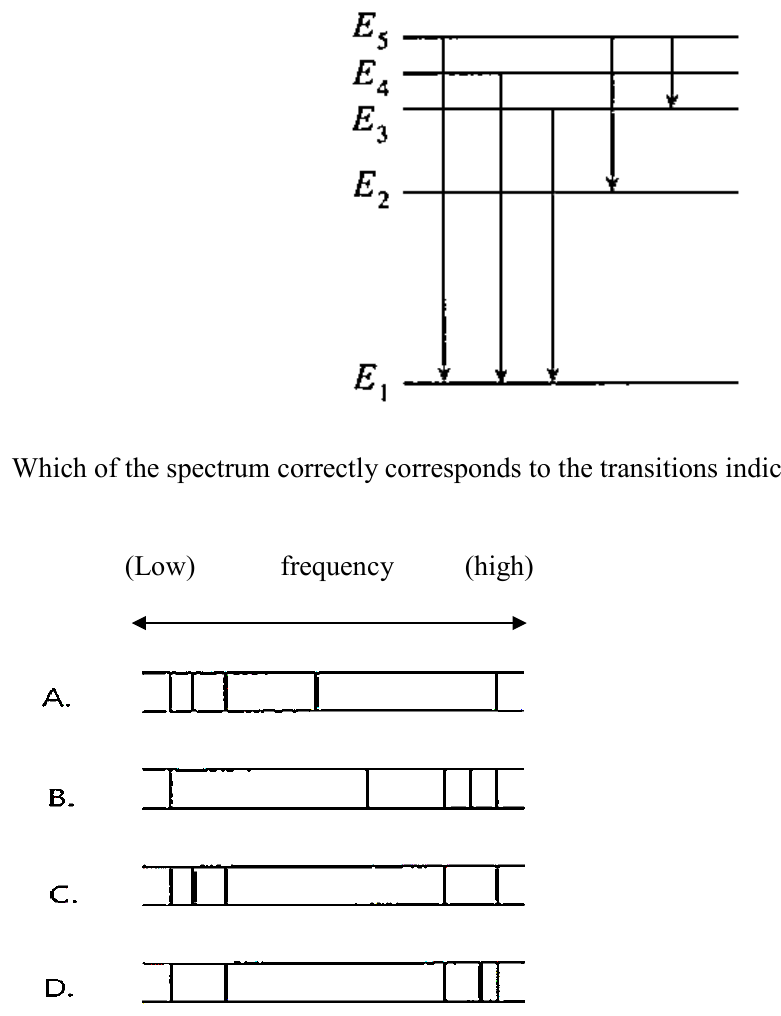 E5
E4
E3
E2
E1
Which of the spectrum correctly corresponds to the transitions indic
(Low) frequency (high)
A.
B.
C.
D.